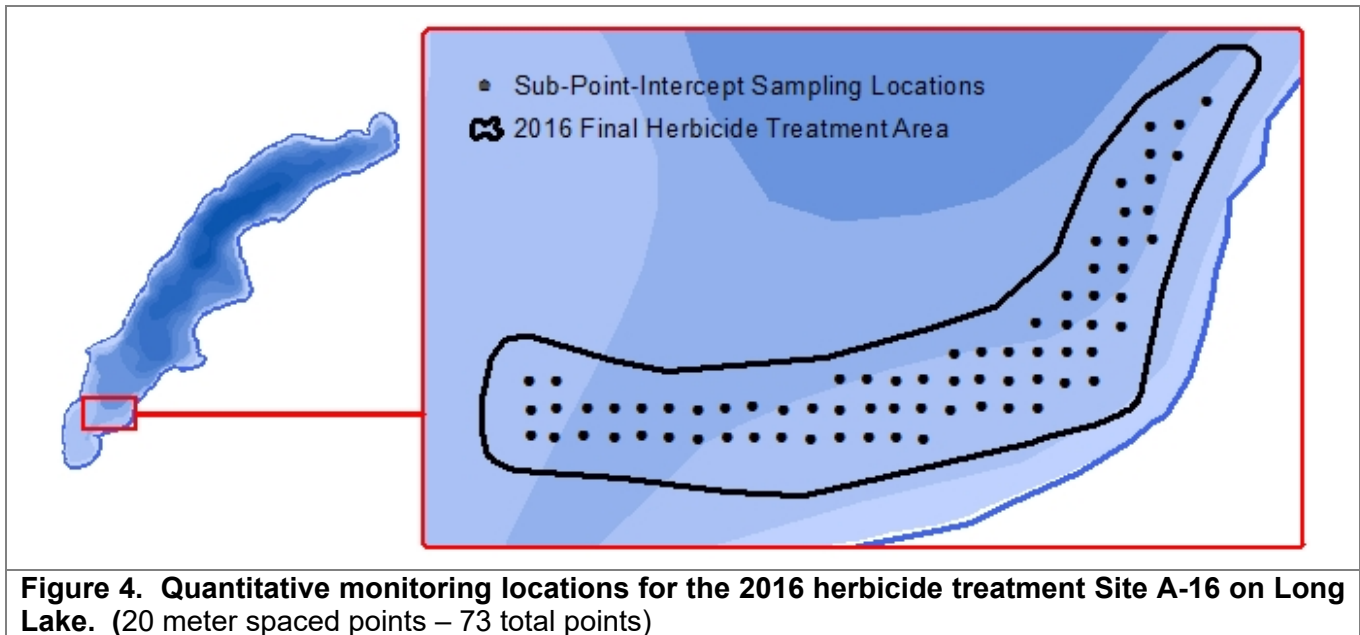 Sub-Point-Intercept Sampling Locations
2016 Final Herbicide Treatment Area
Figure 4. Quantitative monitoring locations for the 2016 herbicide treatment Site A-16 on Long
Lake. (20 meter spaced points – 73 total points)